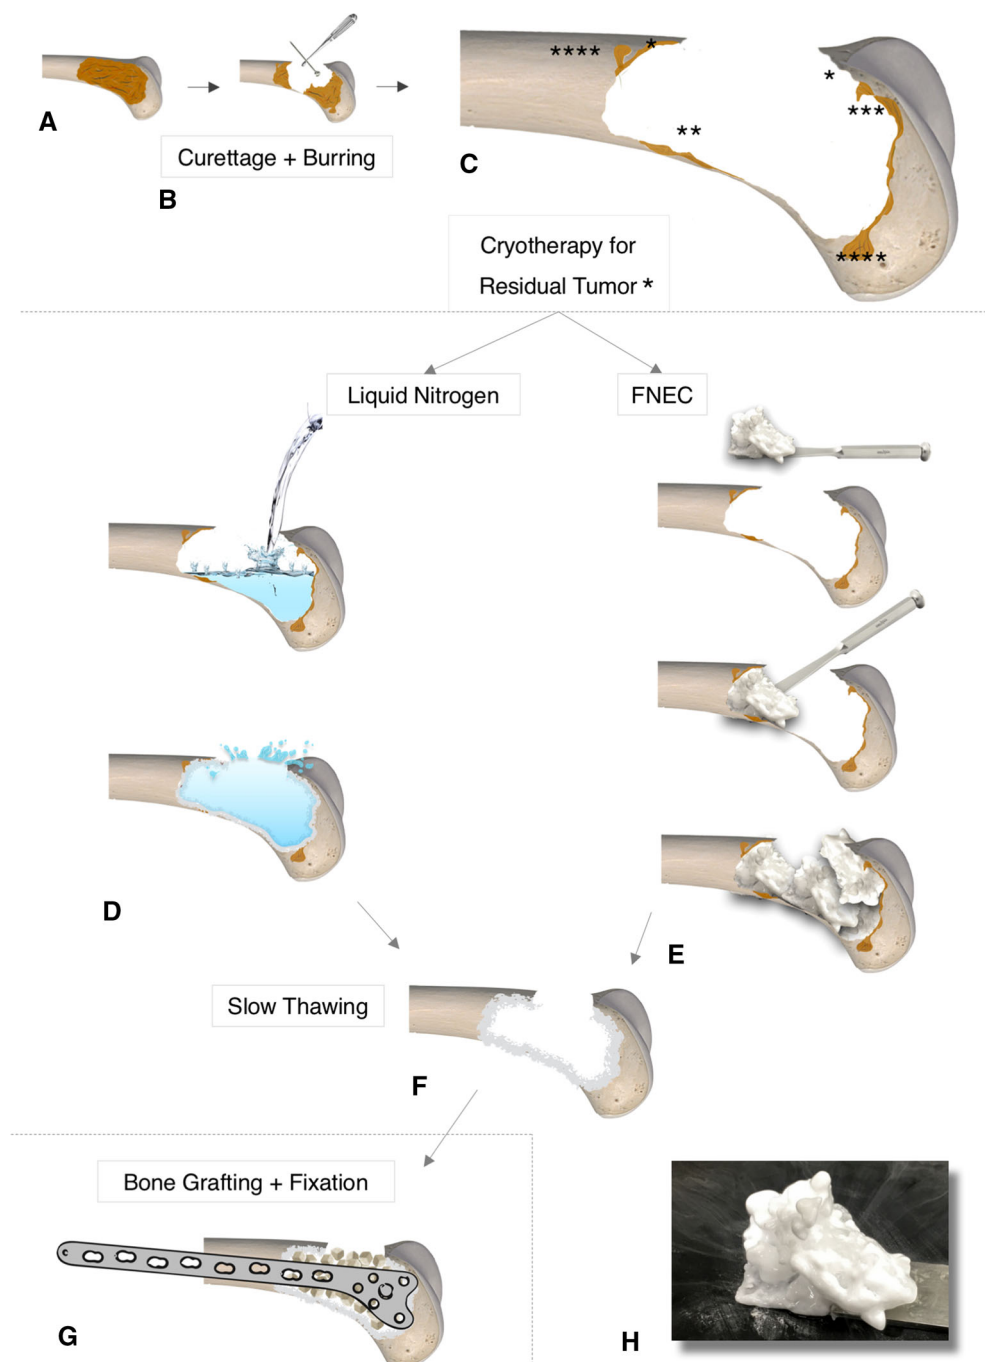 A
B
Curettage + Burring
C
****
*
*
***
**
****
Cryotherapy for
Residual Tumor *
Liquid Nitrogen
FNEC
D
E
Slow Thawing
F
Bone Grafting + Fixation
G
H